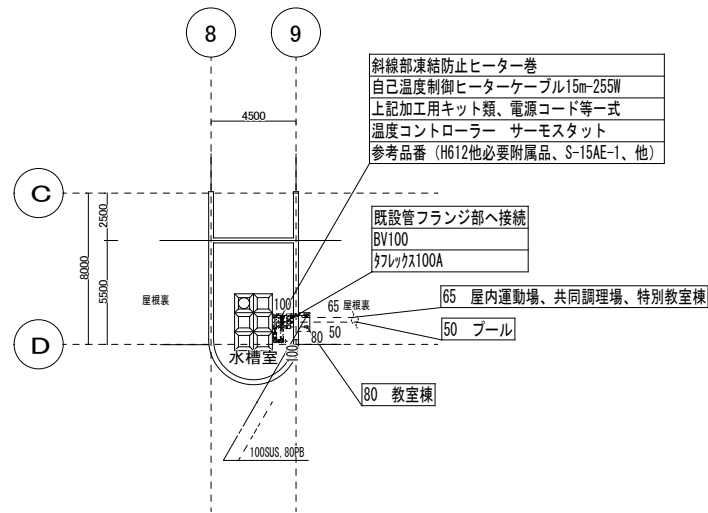 8
9
斜線部凍結防止ヒーター巻
自己温度制御ヒーターケーブル15m-255W
上記加工用キット類、電源コード等一式
温度コントローラー　サーモスタット
参考品番（H612他必要附属品、S-15AE-1、他）
4500
C
既設管フランジ部へ接続
BV100
ﾀﾌﾚｯｸｽ100A
2500
8000
5500
屋根裏
100
65
屋根裏
65　屋内運動場、共同調理場、特別教室棟
50
50　プール
80
D
水槽室
100
80　教室棟
100SUS,80PB